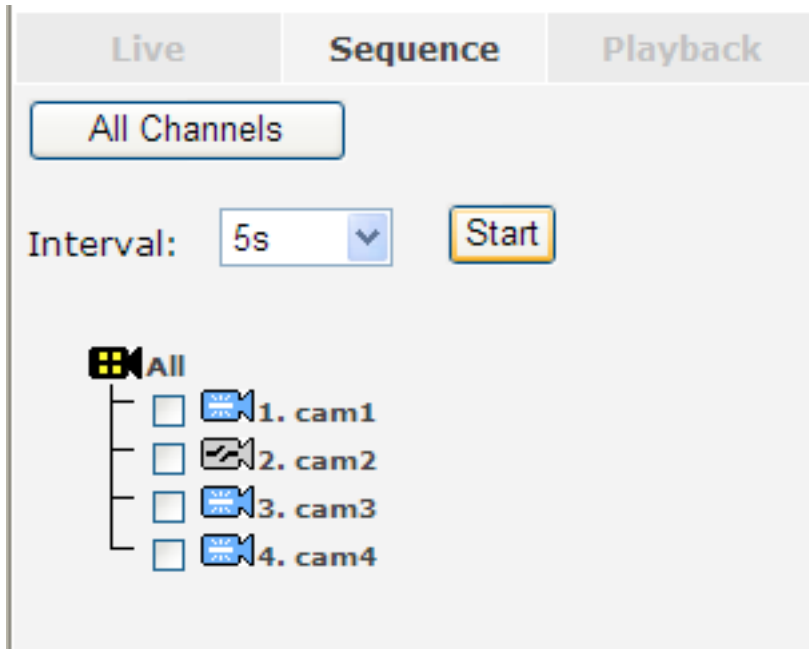 Live Sequence Playback
All Channels
Interval: 5s Start
All
1. cam1
2. cam2
3. cam3
4. cam4